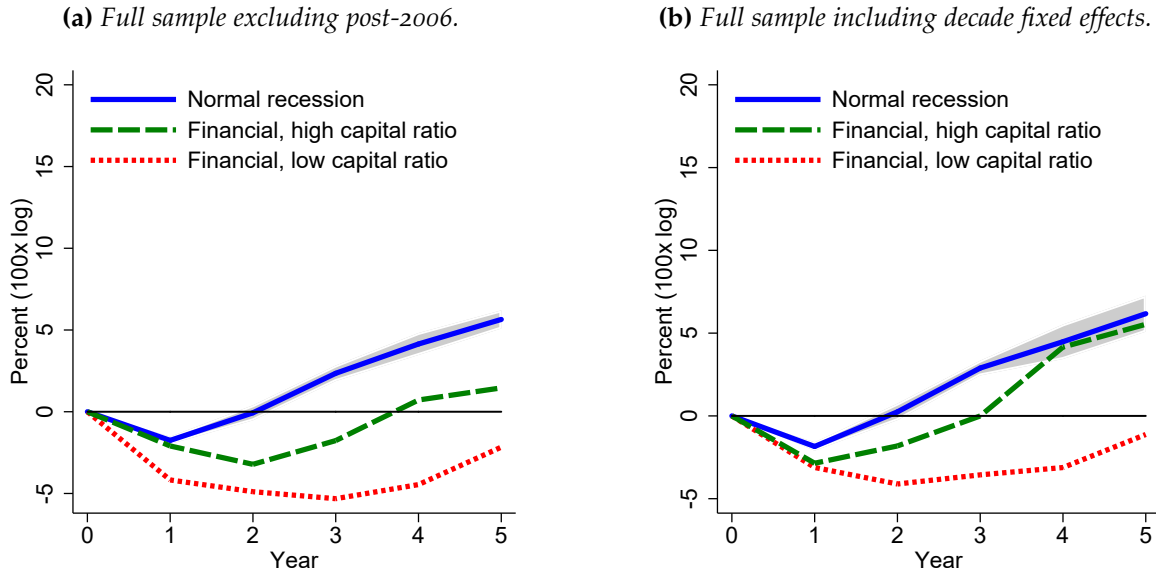 (a) Full sample excluding post-2006.
Percent (100x log)
20
15
10
5
0
-5
Normal recession
Financial, high capital ratio
Financial, low capital ratio
0 1 2 3 4 5
Year
(b) Full sample including decade fixed effects.
Percent (100x log)
20
15
10
5
0
-5
Normal recession
Financial, high capital ratio
Financial, low capital ratio
0 1 2 3 4 5
Year